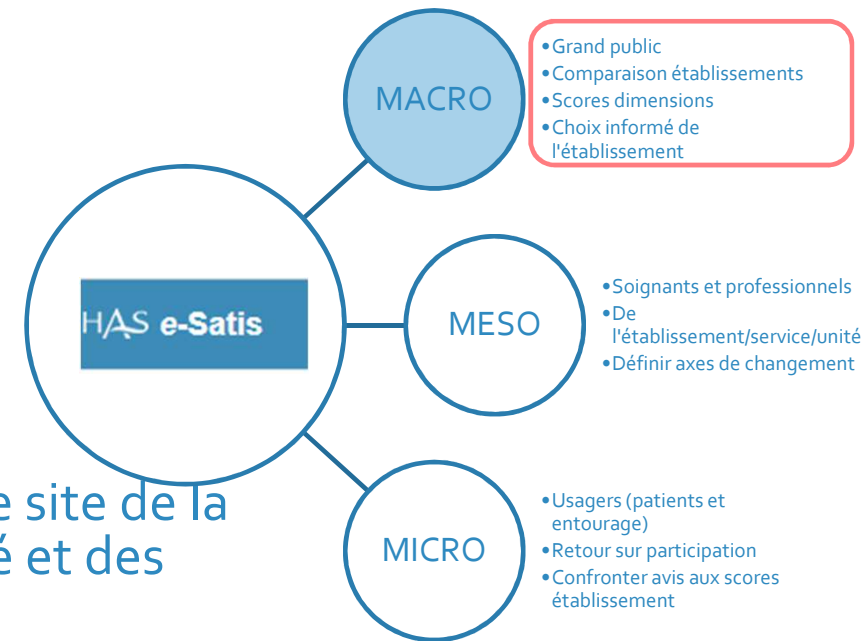 MACRO
•Grand public
•Comparaison établissements
•Scores dimensions
•Choix informé de
l'établissement
HAS e-Satis
MESO
•Soignants et professionnels
•De
l'établissement/service/unité
•Définir axes de changement
e site de la
é et des
MICRO
•Usagers (patients et
entourage)
•Retour sur participation
•Confronter avis aux scores
établissement